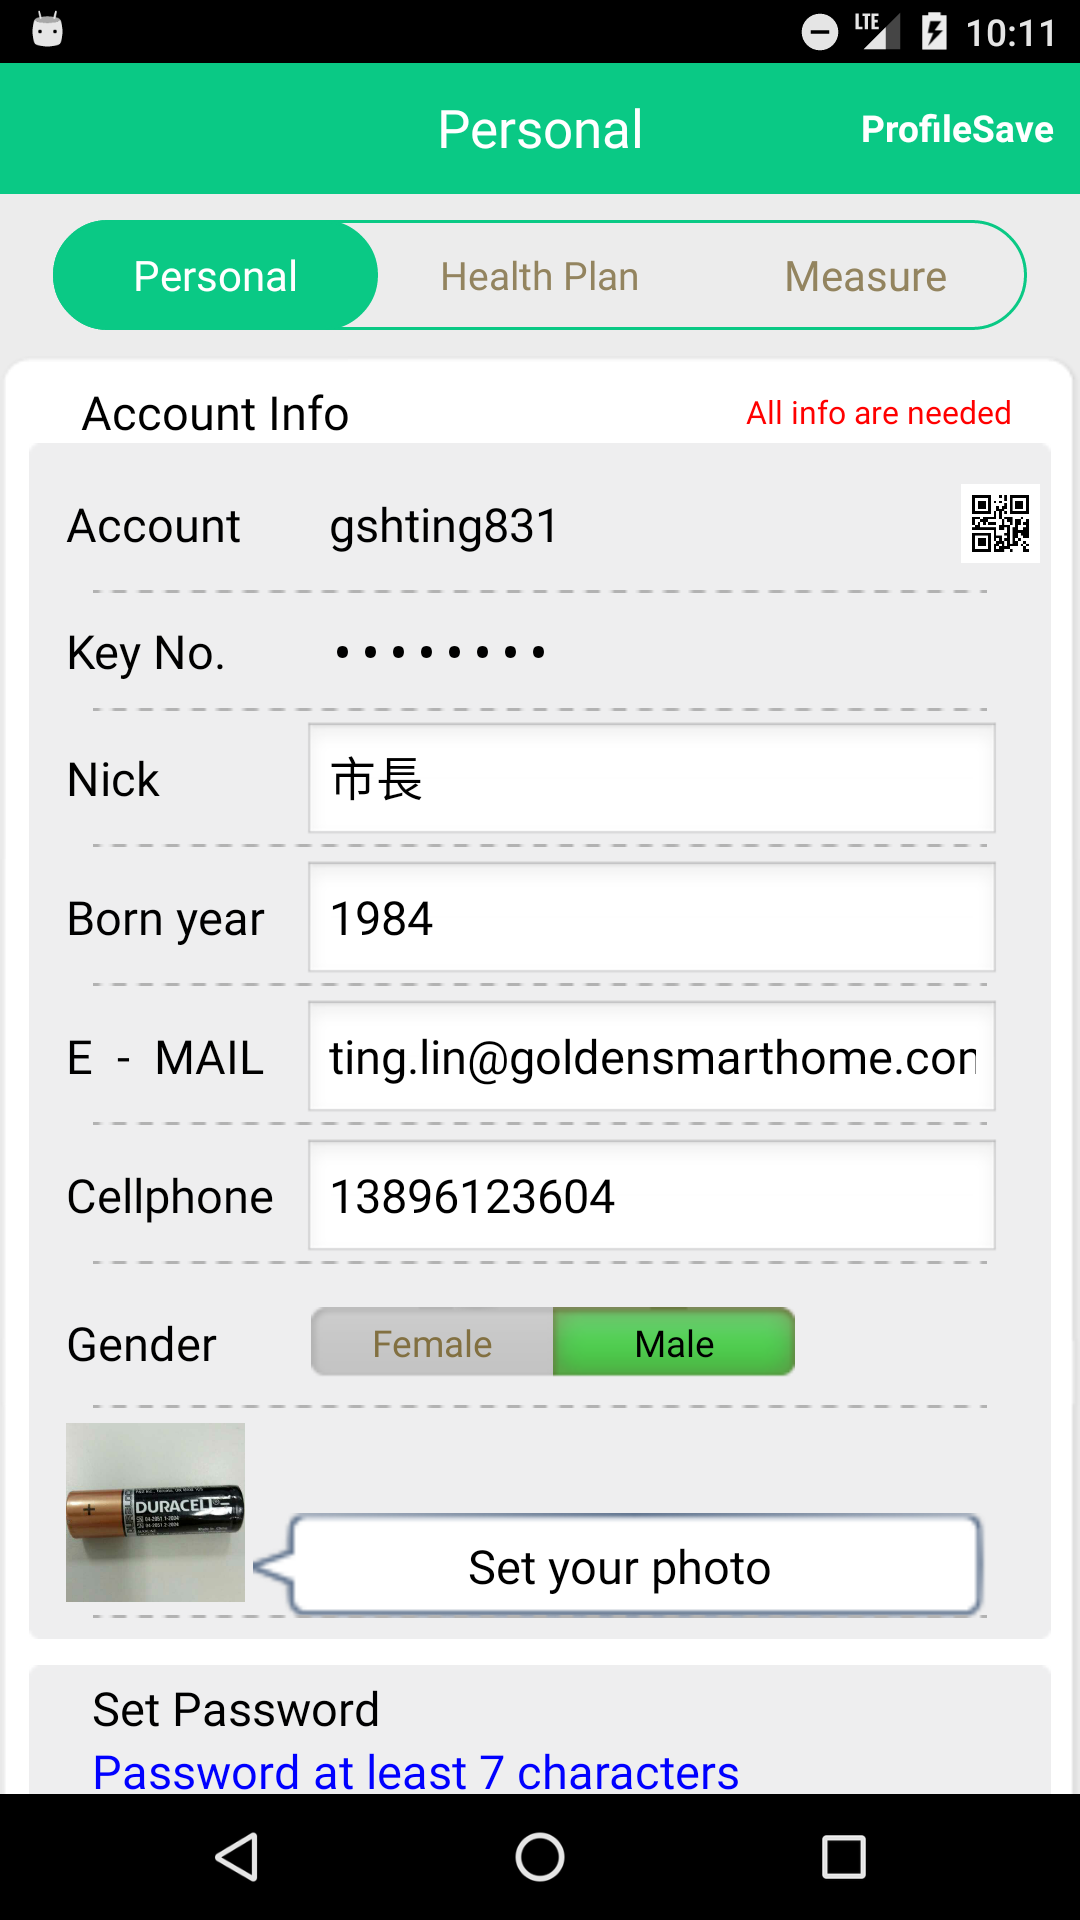 LTE 10:11
Personal ProfileSave
Personal Health Plan Measure
Account Info All info are needed
Account gshting831
Key No. ••••••••
Nick 市長
Born year 1984
E - MAIL ting.lin@goldensmarthome.con
Cellphone 13896123604
Gender Female Male
DURACELL
Set your photo
Set Password
Password at least 7 characters